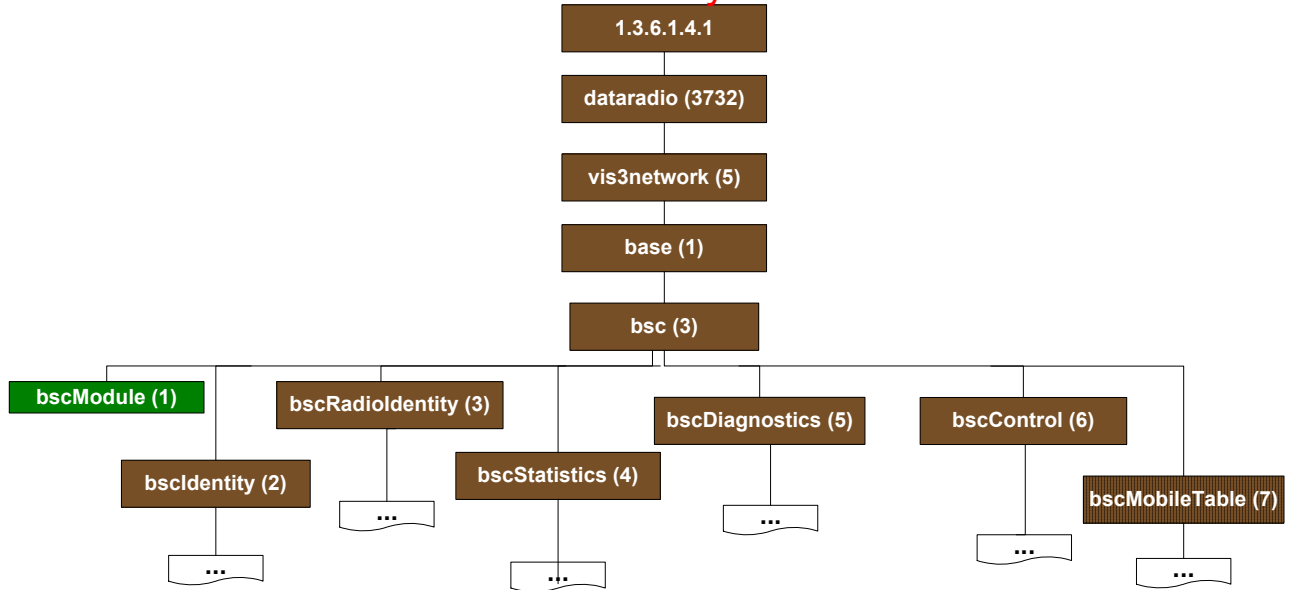 1.3.6.1.4.1
dataradio (3732)
vis3network (5)
base (1)
bsc (3)
bscModule (1)
bscIdentity (2)
...
bscRadioIdentity (3)
...
bscStatistics (4)
...
bscDiagnostics (5)
...
bscControl (6)
...
bscMobileTable (7)
...